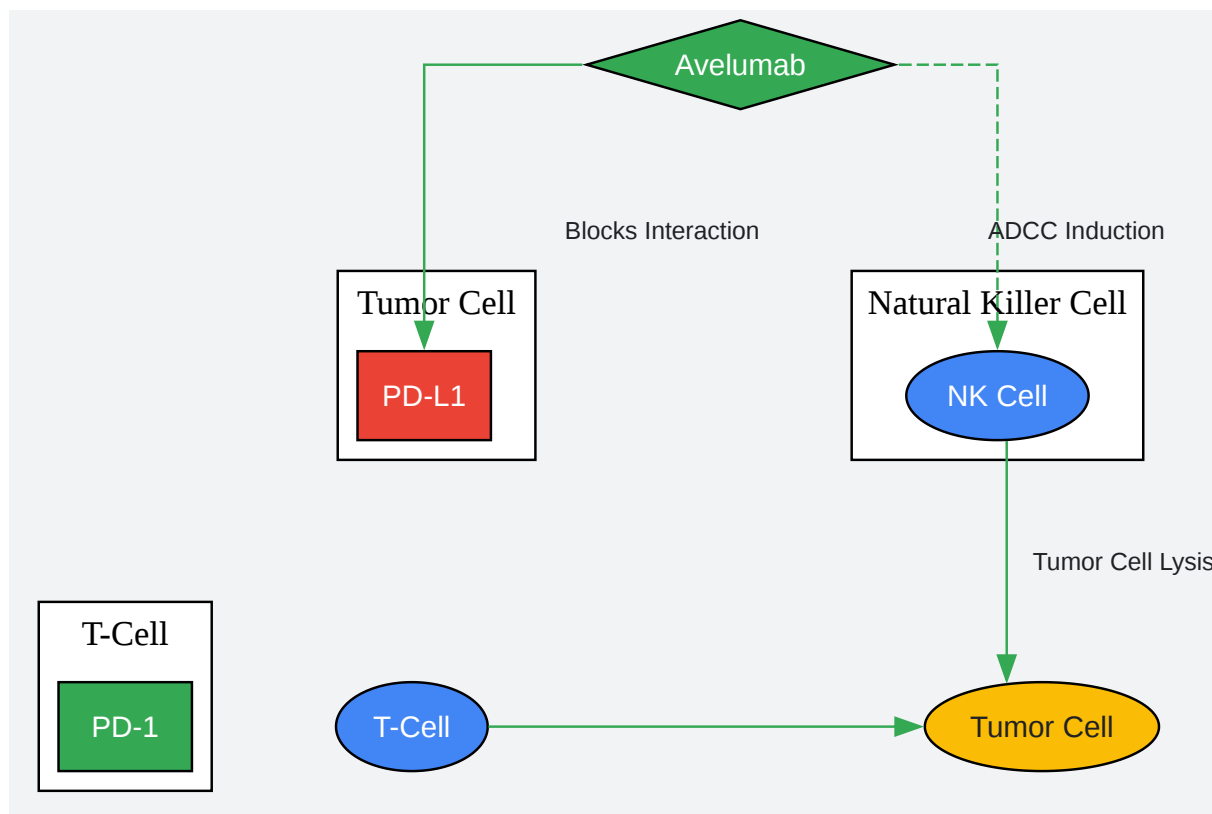 Avelumab
Blocks Interaction
ADCC Induction
Tumor Cell
Natural Killer Cell
PD-L1
NK Cell
Tumor Cell Lysis
T-Cell
PD-1
T-Cell
Tumor Cell